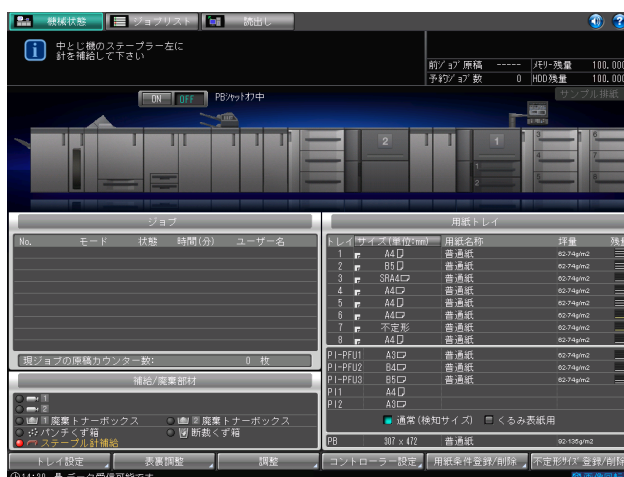 機械状態 ジョブリスト 読出し
中とじ機のステープラー左に
針を補給して下さい
前ｼﾞｮﾌﾞ原稿 ----- ﾒﾓﾘｰ残量 100.000
予約ｼﾞｮﾌﾞ数 0 HDD残量 100.000
ON OFF PBｼｬｯﾄｵﾌ中 サンプル排紙
2 1 3 6
4 7
1 5 8
2
ジョブ
No. モード 状態 時間(分) ユーザー名
現ジョブの原稿カウンター数: 0 枚
補給/廃棄部材
1
2
1 廃棄トナーボックス 2 廃棄トナーボックス
パンチくず箱 断裁くず箱
ステープル針補給
用紙トレイ
トレイ サイズ(単位:mm) 用紙名称 坪量 残
1 A4 普通紙 62-74g/m2
2 B5 普通紙 62-74g/m2
3 SRA4 普通紙 62-74g/m2
4 A4 普通紙 62-74g/m2
5 A4 普通紙 62-74g/m2
6 A4 普通紙 62-74g/m2
7 不定形 普通紙 62-74g/m2
8 A4 普通紙 62-74g/m2
PI-PFU1 A3 普通紙 62-74g/m2
PI-PFU2 B4 普通紙 62-74g/m2
PI-PFU3 B5 普通紙 62-74g/m2
PI1 A4
PI2 A3
通常(検知サイズ) くるみ表紙用
PB 307 × 472 普通紙 92-135g/m2
トレイ設定 表裏調整 調整 コントローラー設定 用紙条件登録/削除 不定形ｻｲｽﾞ登録/削除